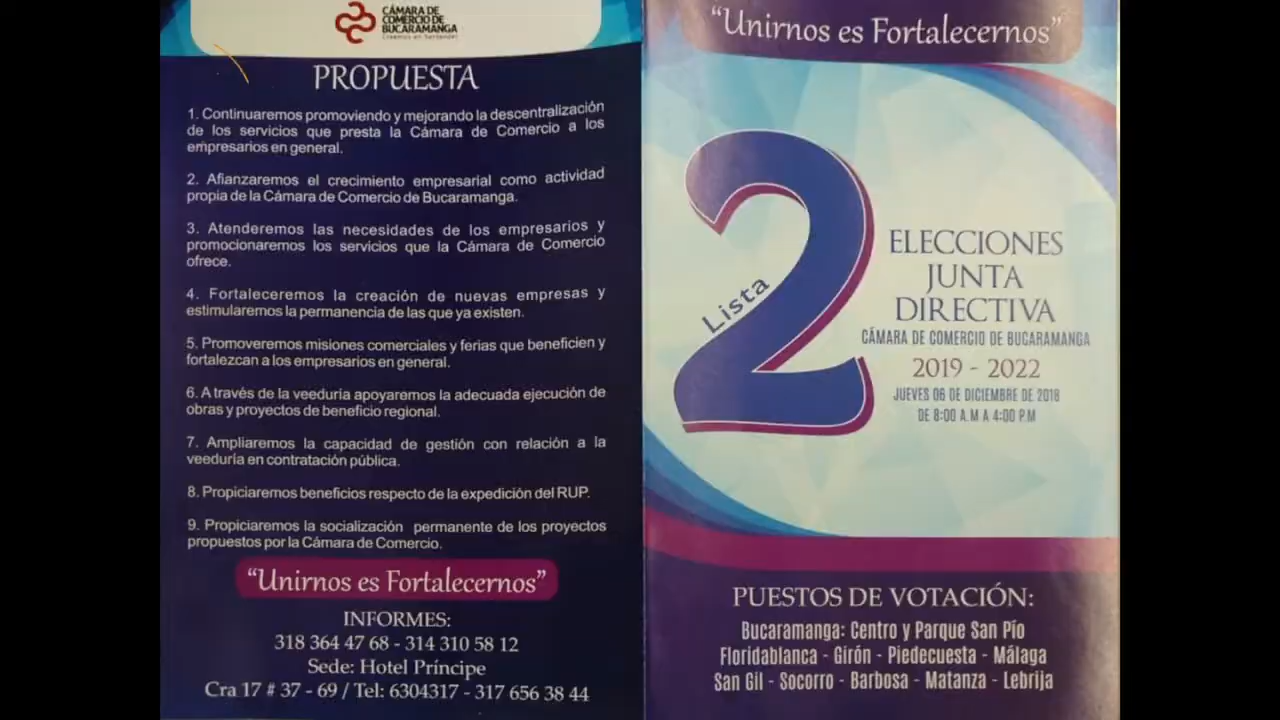 CÁMARA DE
COMERCIO DE
BUCARAMANGA
Creemos en Santander
PROPUESTA
1. Continuaremos promoviendo y mejorando la descentralización
de los servicios que presta la Cámara de Comercio a los
empresarios en general.
2. Afianzaremos el crecimiento empresarial como actividad
propia de la Cámara de Comercio de Bucaramanga.
3. Atenderemos las necesidades de los empresarios y
promocionaremos los servicios que la Cámara de Comercio
ofrece.
4. Fortaleceremos la creación de nuevas empresas y
estimularemos la permanencia de las que ya existen.
5. Promoveremos misiones comerciales y ferias que beneficien y
fortalezcan a los empresarios en general.
6. A través de la veeduría apoyaremos la adecuada ejecución de
obras y proyectos de beneficio regional.
7. Ampliaremos la capacidad de gestión con relación a la
veeduría en contratación pública.
8. Propiciaremos beneficios respecto de la expedición del RUP.
9. Propiciaremos la socialización permanente de los proyectos
propuestos por la Cámara de Comercio.
“Unirnos es Fortalecernos”
INFORMES:
318 364 47 68 - 314 310 58 12
Sede: Hotel Príncipe
Cra 17 # 37 - 69 / Tel: 6304317 - 317 656 38 44
“Unirnos es Fortalecernos”
Lista
2
ELECCIONES
JUNTA
DIRECTIVA
CÁMARA DE COMERCIO DE BUCARAMANGA
2019 - 2022
JUEVES 06 DE DICIEMBRE DE 2018
DE 8:00 A.M A 4:00 P.M
PUESTOS DE VOTACIÓN:
Bucaramanga: Centro y Parque San Pío
Floridablanca - Girón - Piedecuesta - Málaga
San Gil - Socorro - Barbosa - Matanza - Lebrija